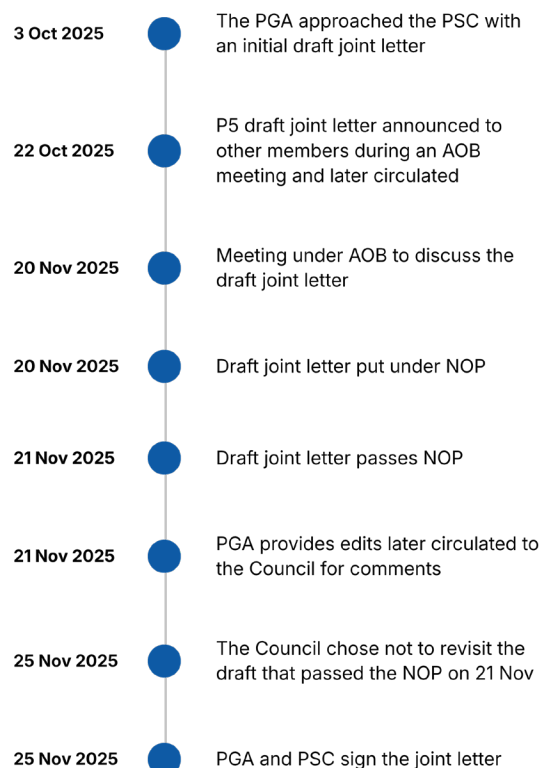 3 Oct 2025
The PGA approached the PSC with
an initial draft joint letter
22 Oct 2025
P5 draft joint letter announced to
other members during an AOB
meeting and later circulated
20 Nov 2025
Meeting under AOB to discuss the
draft joint letter
20 Nov 2025
Draft joint letter put under NOP
21 Nov 2025
Draft joint letter passes NOP
21 Nov 2025
PGA provides edits later circulated to
the Council for comments
25 Nov 2025
The Council chose not to revisit the
draft that passed the NOP on 21 Nov
25 Nov 2025
PGA and PSC sign the joint letter